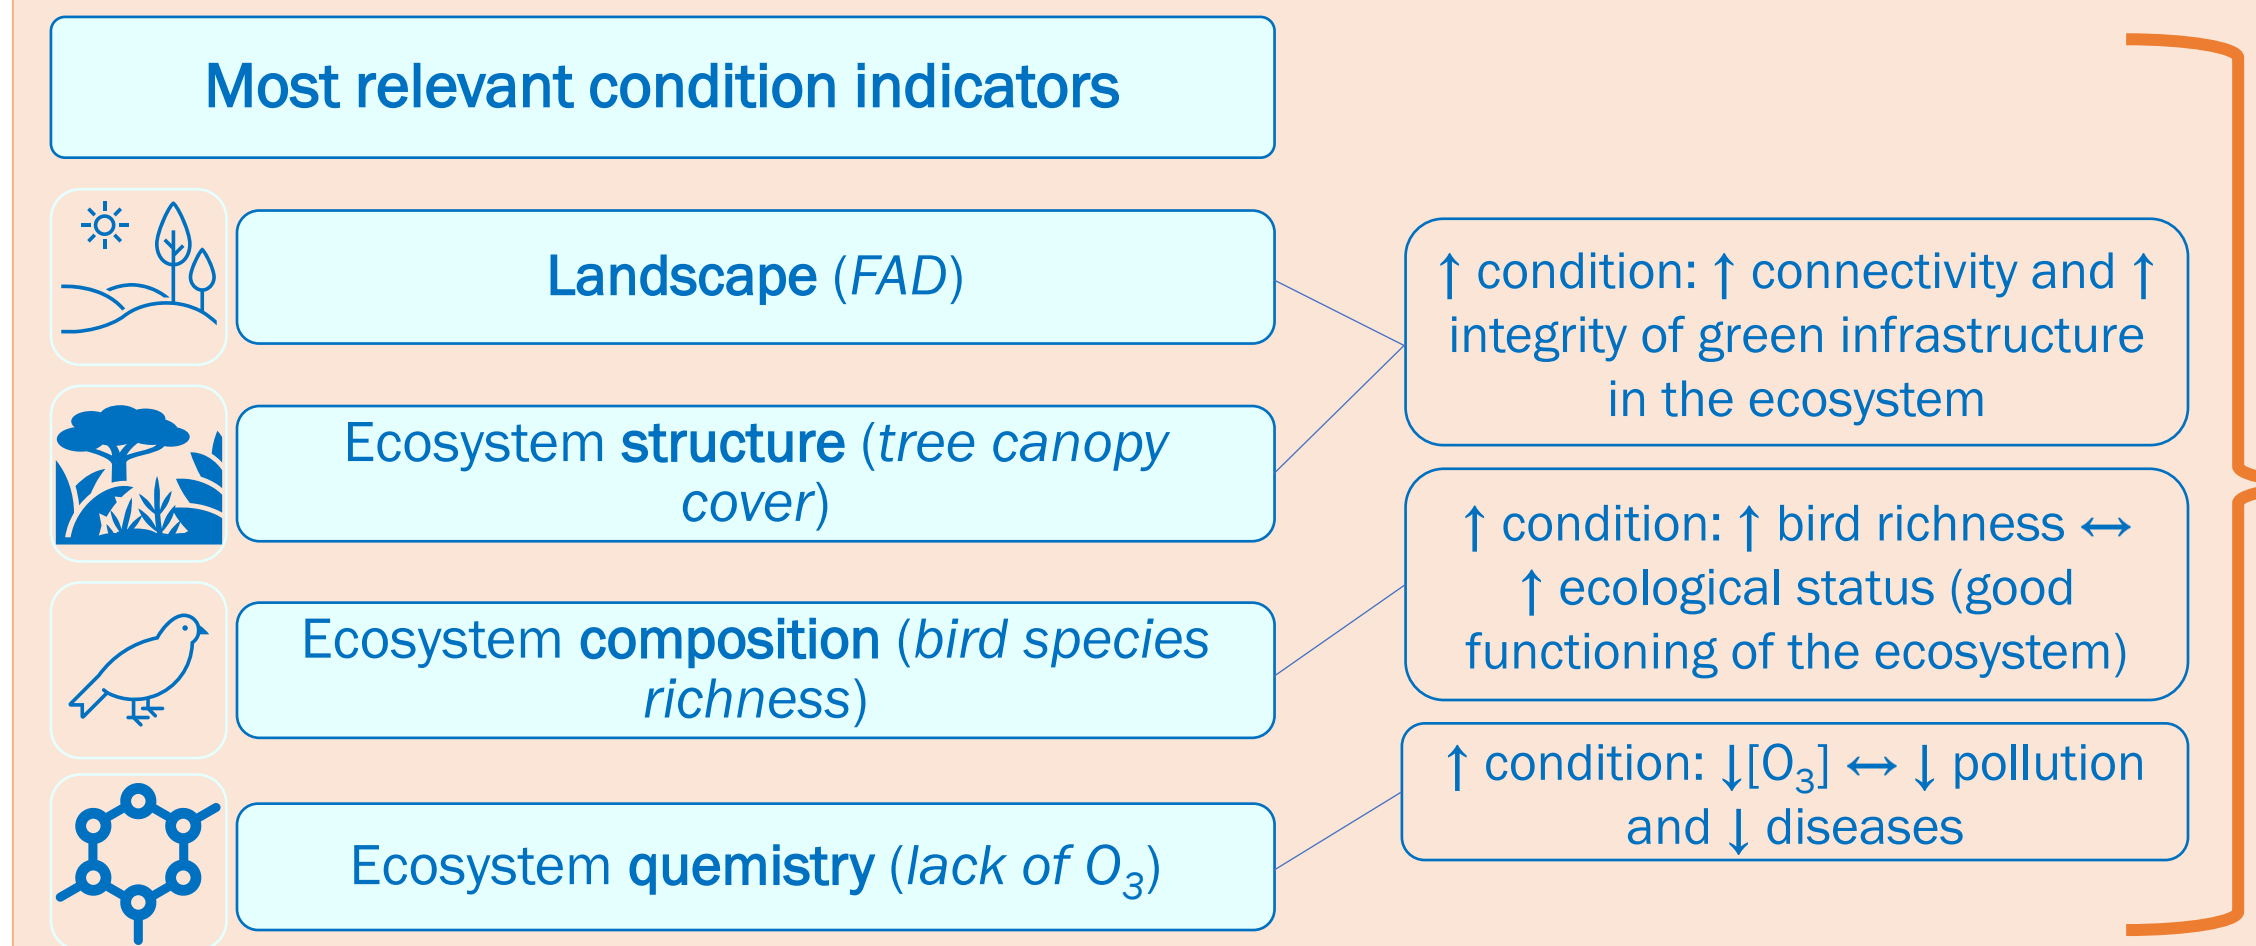 Most relevant condition indicators
Landscape (FAD)
Ecosystem structure (tree canopy
cover)
Ecosystem composition (bird species
richness)
Ecosystem quemistry (lack of O₃)
↑ condition: ↑ connectivity and ↑
integrity of green infrastructure
in the ecosystem
↑ condition: ↑ bird richness ↔
↑ ecological status (good
functioning of the ecosystem)
↑ condition: ↓[O₃] ↔ ↓ pollution
and ↓ diseases